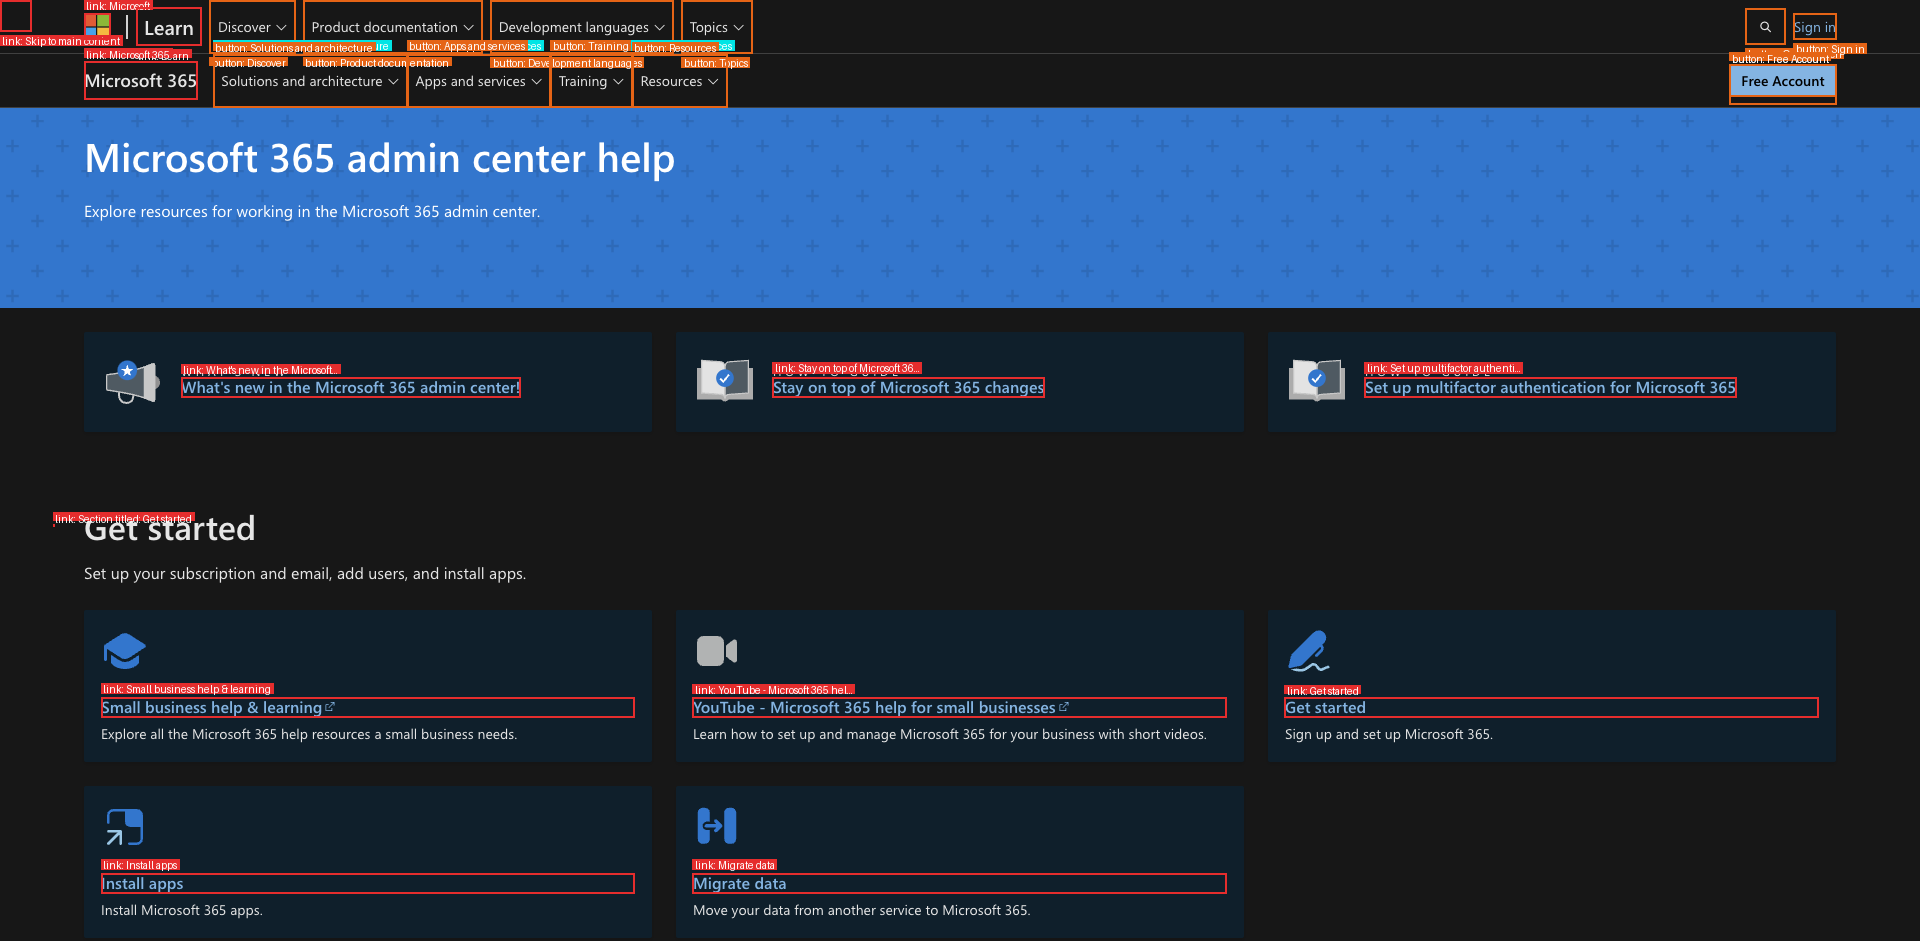 link: Microsoft
Learn
Discover
Product documentation
Development languages
Topics
Sign in
link: Skip to main content
button: Solutions and architecture
button: Apps and services
button: Training
button: Resources
button: Sign in
link: Microsoft 365
button: Discover
button: Product documentation
button: Development languages
button: Topics
button: Free Account
Microsoft 365
Solutions and architecture
Apps and services
Training
Resources
Free Account
Microsoft 365 admin center help
Explore resources for working in the Microsoft 365 admin center.
link: What's new in the Microsoft...
What's new in the Microsoft 365 admin center!
link: Stay on top of Microsoft 36...
Stay on top of Microsoft 365 changes
link: Set up multifactor authenti...
Set up multifactor authentication for Microsoft 365
link: Section titled: Get started
Get started
Set up your subscription and email, add users, and install apps.
link: Small business help & learning
Small business help & learning
Explore all the Microsoft 365 help resources a small business needs.
link: YouTube - Microsoft 365 hel...
YouTube - Microsoft 365 help for small businesses
Learn how to set up and manage Microsoft 365 for your business with short videos.
link: Get started
Get started
Sign up and set up Microsoft 365.
link: Install apps
Install apps
Install Microsoft 365 apps.
link: Migrate data
Migrate data
Move your data from another service to Microsoft 365.